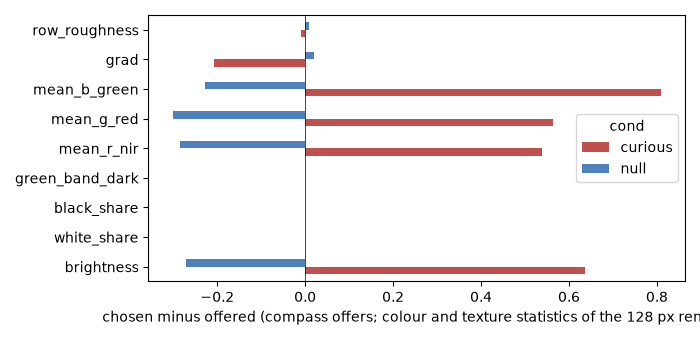 row_roughness
grad
mean_b_green
mean_g_red
mean_r_nir
green_band_dark
black_share
white_share
brightness
cond
curious
null
−0.2 0.0 0.2 0.4 0.6 0.8
chosen minus offered (compass offers; colour and texture statistics of the 128 px ren